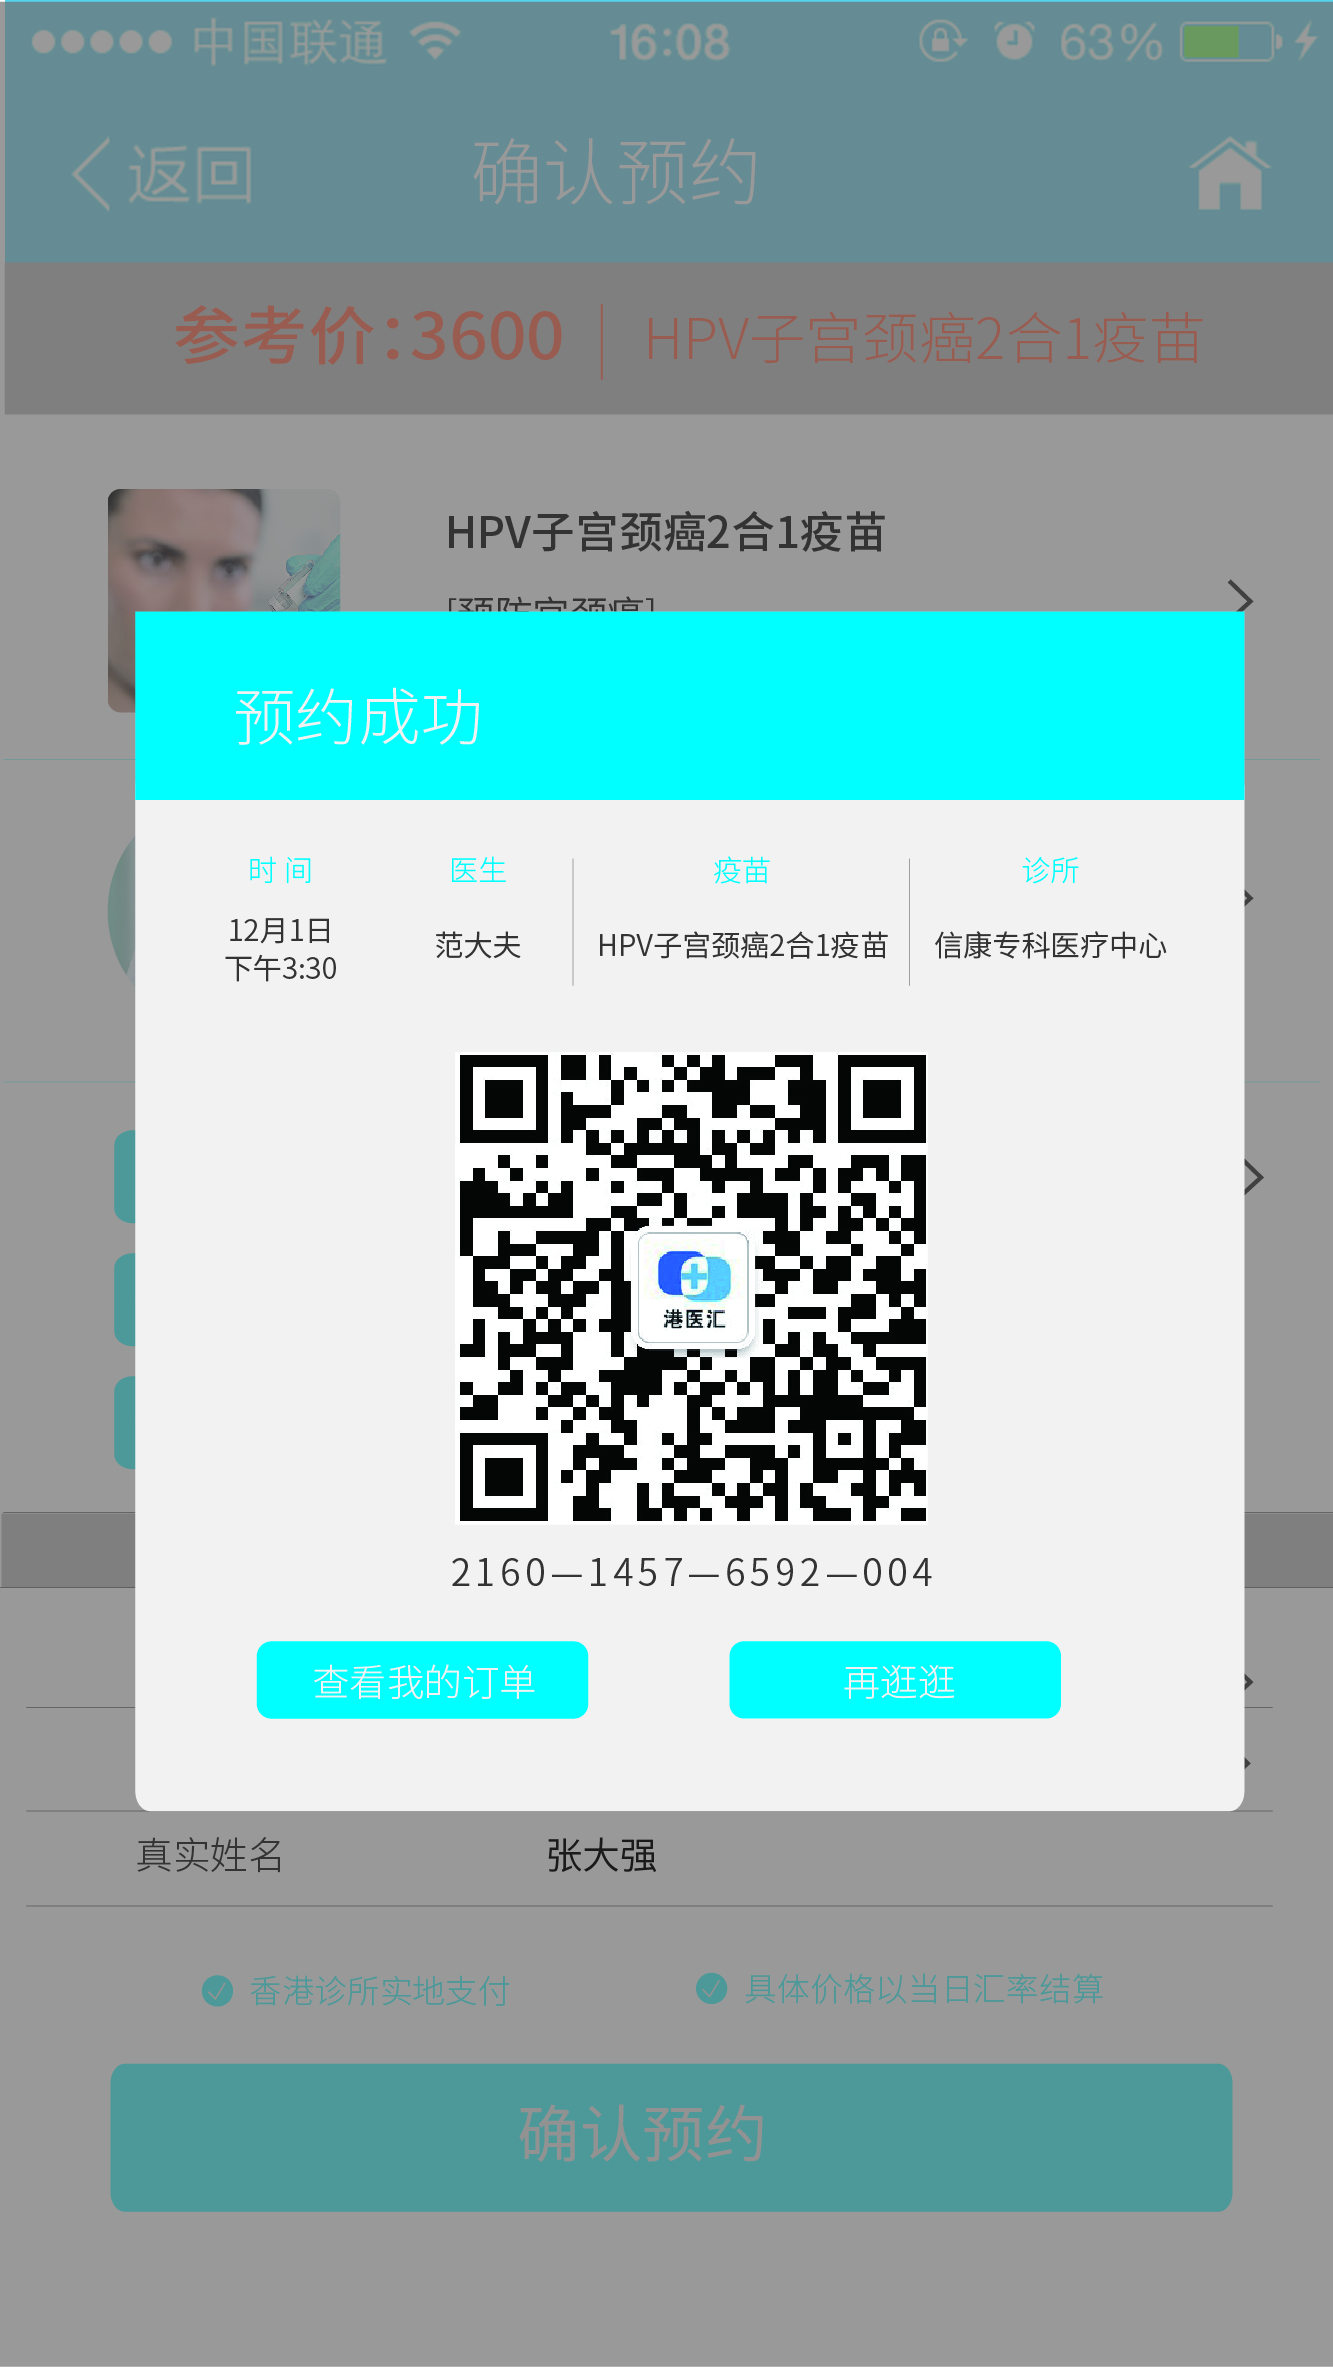 中国联通 16:08 63%
返回 确认预约
参考价：3600 HPV子宫颈癌2合1疫苗
HPV子宫颈癌2合1疫苗
[预防宫颈癌]
预约成功
时 间 医生 疫苗 诊所
12月1日
下午3:30
范大夫 HPV子宫颈癌2合1疫苗 信康专科医疗中心
港医汇
2160—1457—6592—004
查看我的订单 再逛逛
真实姓名 张大强
香港诊所实地支付 具体价格以当日汇率结算
确认预约